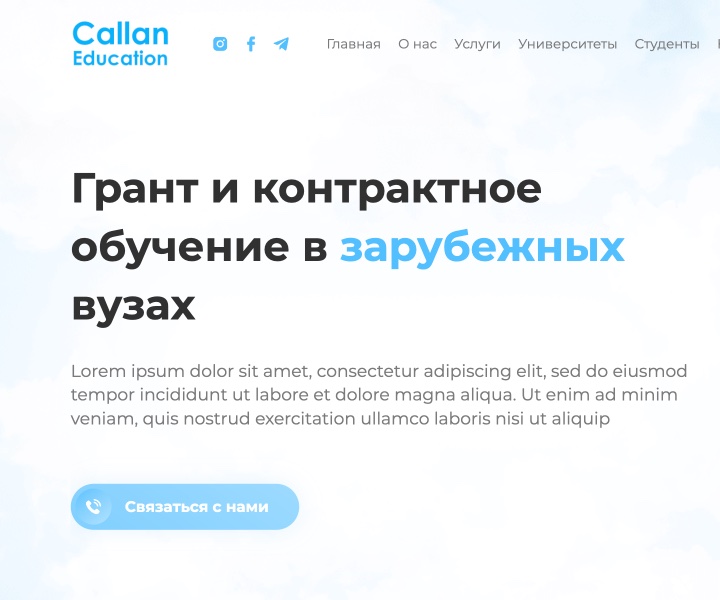 Callan
Education
Главная О нас Услуги Университеты Студенты
Грант и контрактное
обучение в зарубежных
вузах
Lorem ipsum dolor sit amet, consectetur adipiscing elit, sed do eiusmod
tempor incididunt ut labore et dolore magna aliqua. Ut enim ad minim
veniam, quis nostrud exercitation ullamco laboris nisi ut aliquip
Связаться с нами